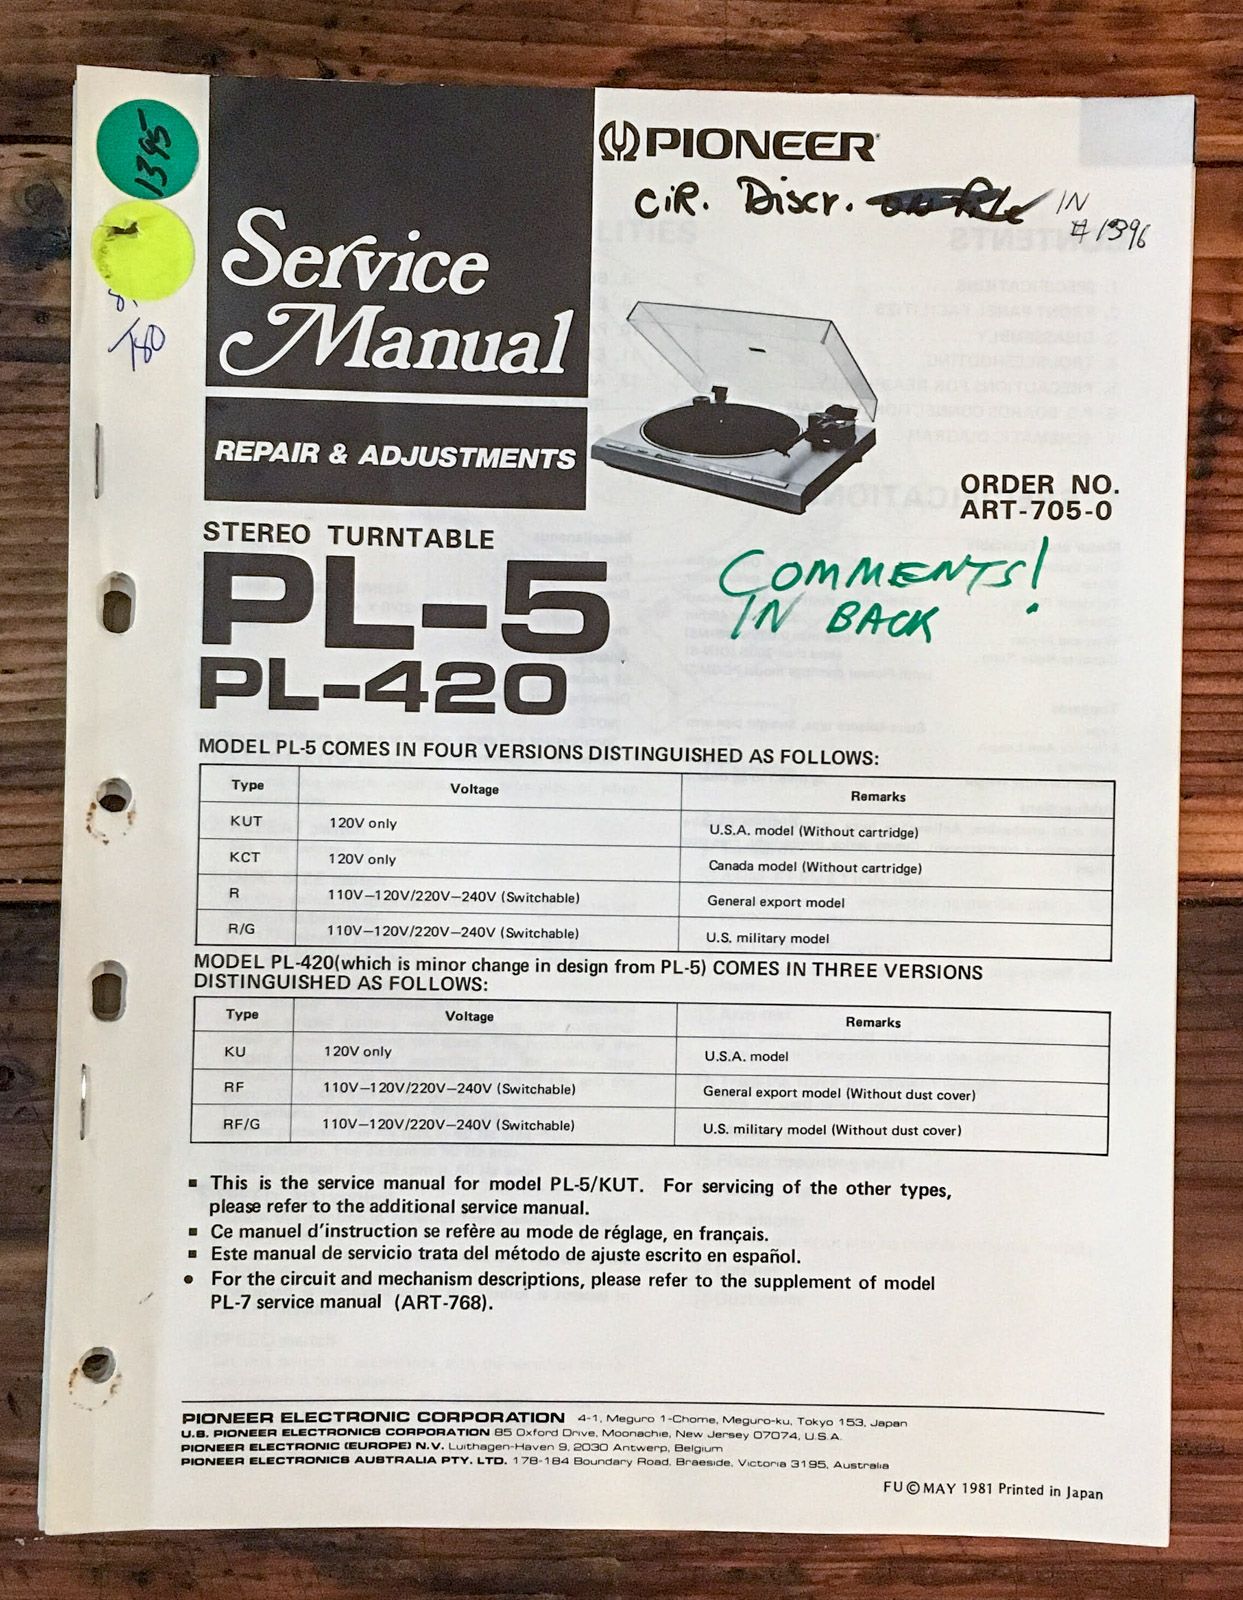 1395
Service
Manual
REPAIR & ADJUSTMENTS
PIONEER
CiR. Discr. IN
# 1396
180
ORDER NO.
ART-705-0
STEREO TURNTABLE
PL-5
PL-420
COMMENTS!
IN BACK
MODEL PL-5 COMES IN FOUR VERSIONS DISTINGUISHED AS FOLLOWS:
Type Voltage Remarks
KUT 120V only U.S.A. model (Without cartridge)
KCT 120V only Canada model (Without cartridge)
R 110V–120V/220V–240V (Switchable) General export model
R/G 110V–120V/220V–240V (Switchable) U.S. military model
MODEL PL-420(which is minor change in design from PL-5) COMES IN THREE VERSIONS
DISTINGUISHED AS FOLLOWS:
Type Voltage Remarks
KU 120V only U.S.A. model
RF 110V–120V/220V–240V (Switchable) General export model (Without dust cover)
RF/G 110V–120V/220V–240V (Switchable) U.S. military model (Without dust cover)
■ This is the service manual for model PL-5/KUT. For servicing of the other types,
please refer to the additional service manual.
■ Ce manuel d'instruction se refère au mode de réglage, en français.
■ Este manual de servicio trata del método de ajuste escrito en español.
● For the circuit and mechanism descriptions, please refer to the supplement of model
PL-7 service manual (ART-768).
PIONEER ELECTRONIC CORPORATION 4-1, Meguro 1-Chome, Meguro-ku, Tokyo 153, Japan
U.S. PIONEER ELECTRONICS CORPORATION 85 Oxford Drive, Moonachie, New Jersey 07074, U.S.A.
PIONEER ELECTRONIC (EUROPE) N.V. Luithagen-Haven 9, 2030 Antwerp, Belgium
PIONEER ELECTRONICS AUSTRALIA PTY. LTD. 178-184 Boundary Road, Braeside, Victoria 3195, Australia
FU © MAY 1981 Printed in Japan